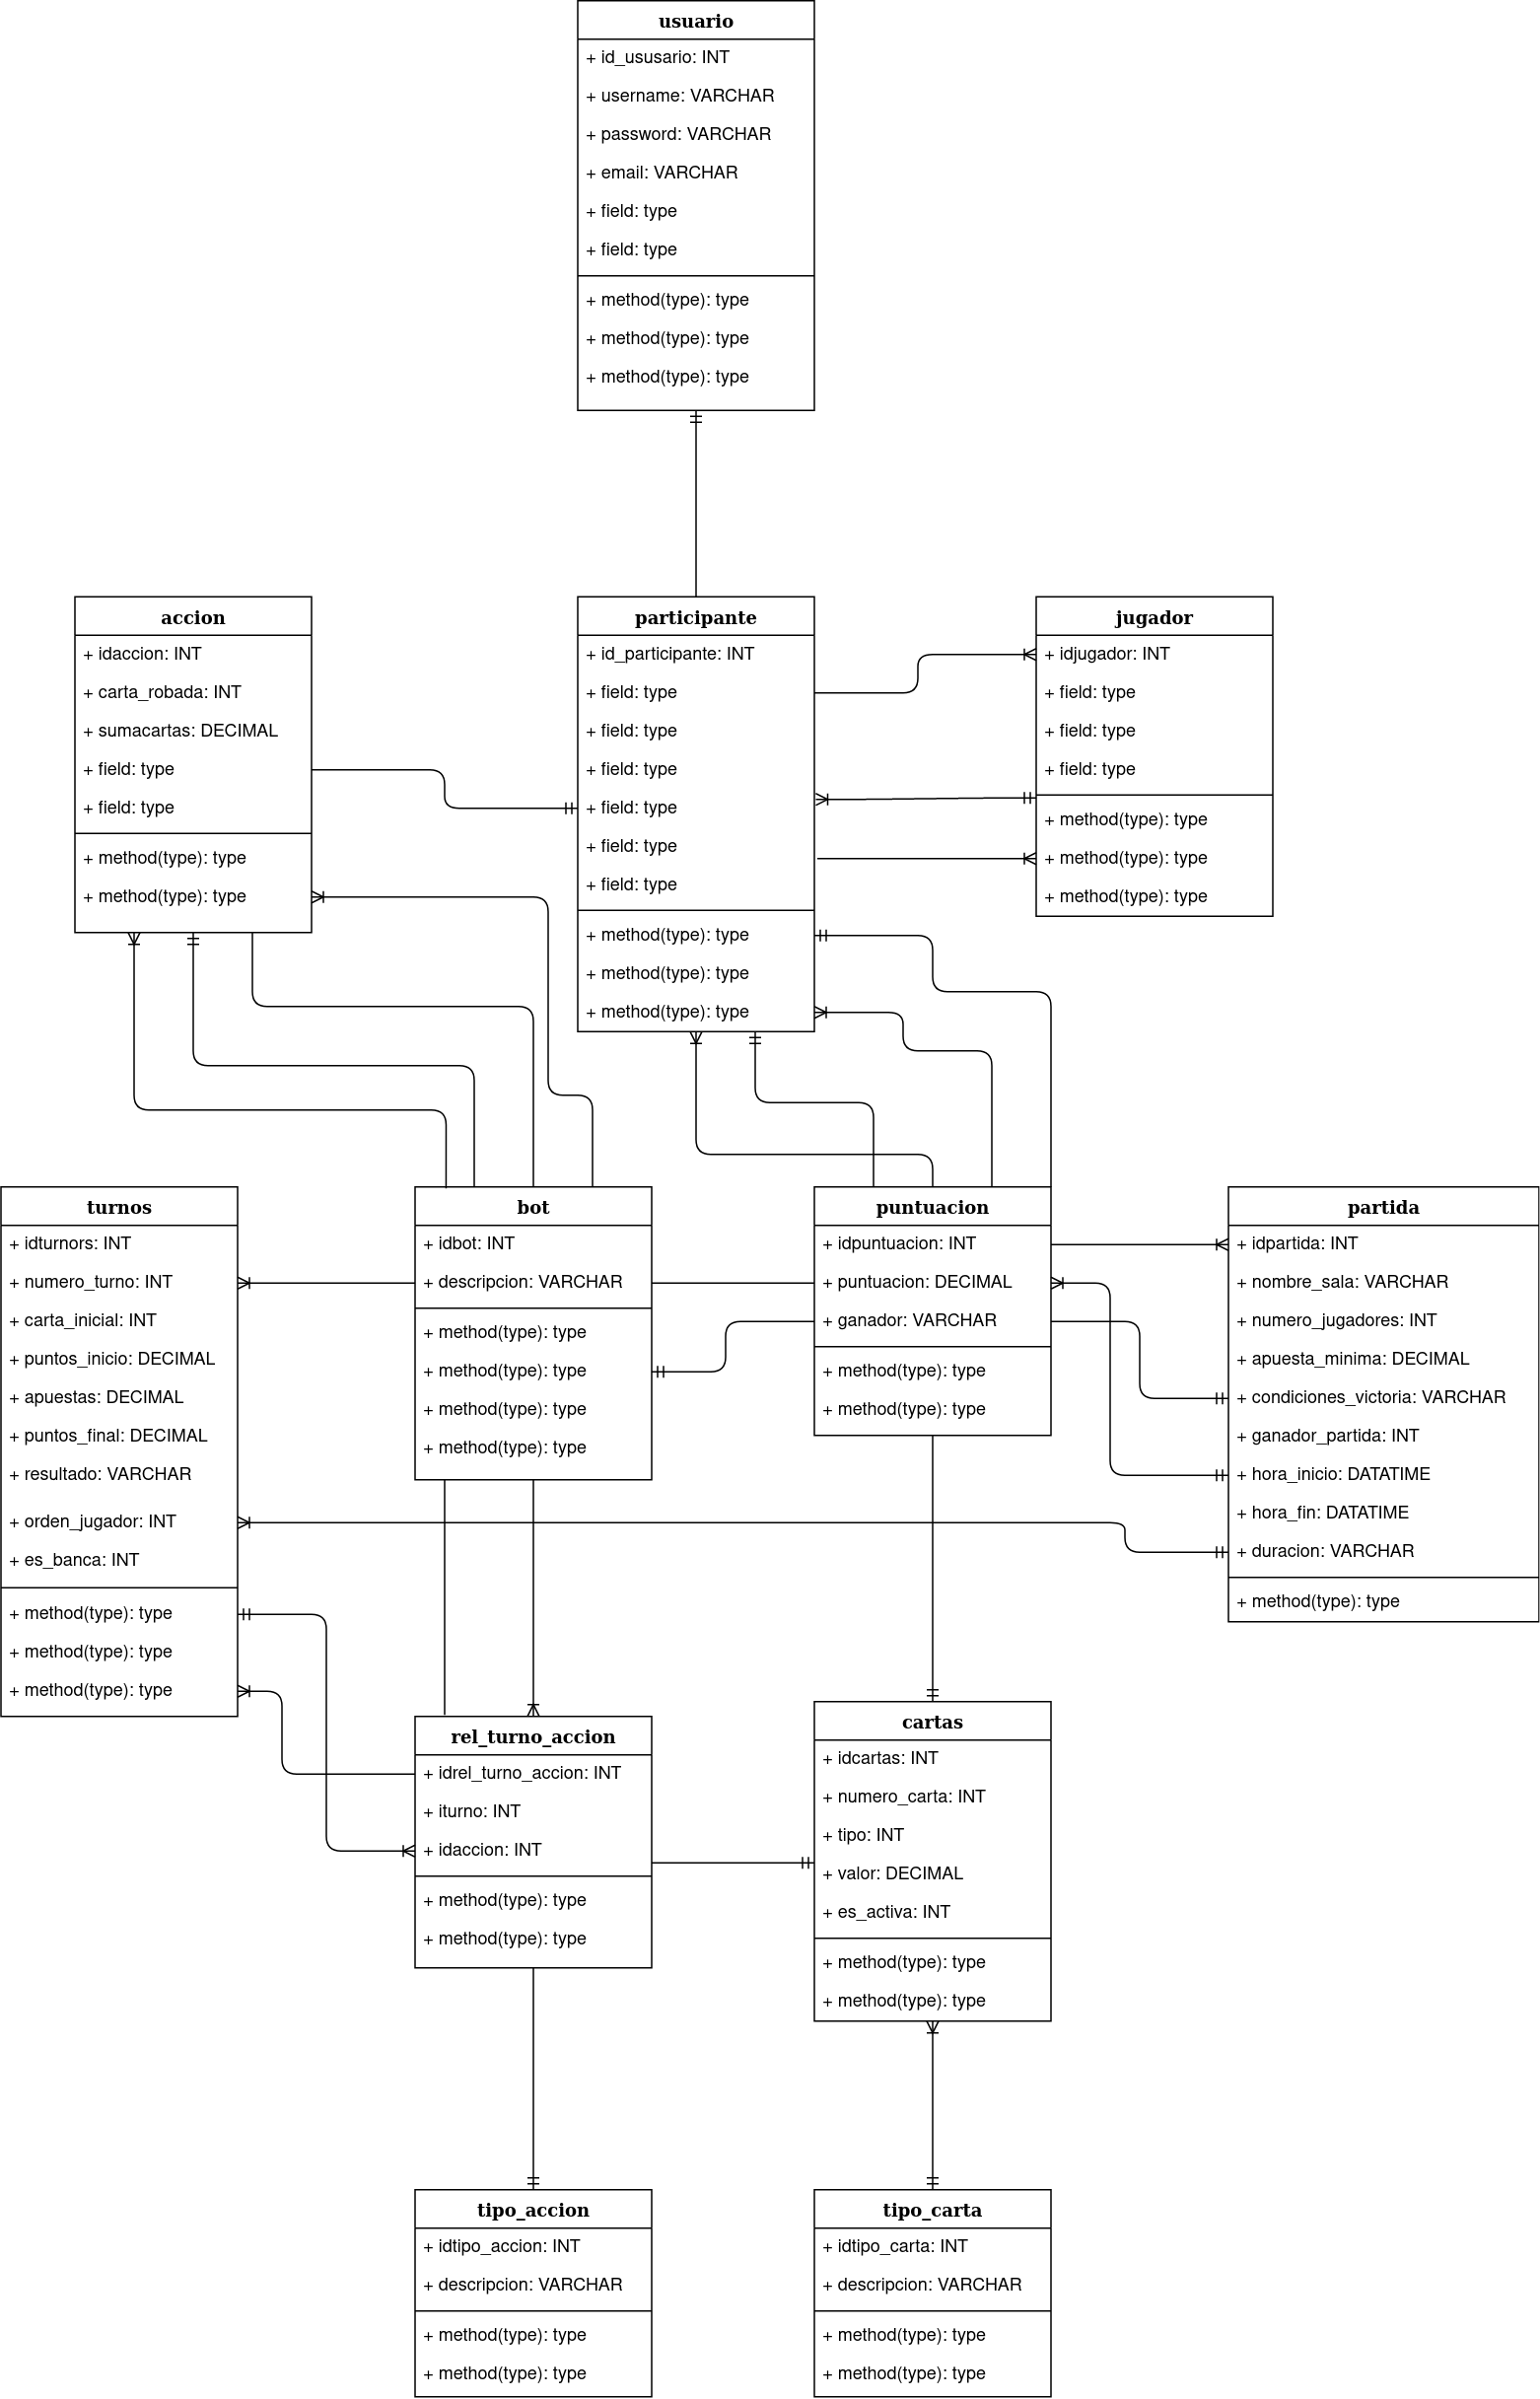 usuario
+ id_ususario: INT
+ username: VARCHAR
+ password: VARCHAR
+ email: VARCHAR
+ field: type
+ field: type
+ method(type): type
+ method(type): type
+ method(type): type
accion
+ idaccion: INT
+ carta_robada: INT
+ sumacartas: DECIMAL
+ field: type
+ field: type
+ method(type): type
+ method(type): type
participante
+ id_participante: INT
+ field: type
+ field: type
+ field: type
+ field: type
+ field: type
+ field: type
+ method(type): type
+ method(type): type
+ method(type): type
jugador
+ idjugador: INT
+ field: type
+ field: type
+ field: type
+ method(type): type
+ method(type): type
+ method(type): type
turnos
+ idturnors: INT
+ numero_turno: INT
+ carta_inicial: INT
+ puntos_inicio: DECIMAL
+ apuestas: DECIMAL
+ puntos_final: DECIMAL
+ resultado: VARCHAR
+ orden_jugador: INT
+ es_banca: INT
+ method(type): type
+ method(type): type
+ method(type): type
bot
+ idbot: INT
+ descripcion: VARCHAR
+ method(type): type
+ method(type): type
+ method(type): type
+ method(type): type
puntuacion
+ idpuntuacion: INT
+ puntuacion: DECIMAL
+ ganador: VARCHAR
+ method(type): type
+ method(type): type
partida
+ idpartida: INT
+ nombre_sala: VARCHAR
+ numero_jugadores: INT
+ apuesta_minima: DECIMAL
+ condiciones_victoria: VARCHAR
+ ganador_partida: INT
+ hora_inicio: DATATIME
+ hora_fin: DATATIME
+ duracion: VARCHAR
+ method(type): type
rel_turno_accion
+ idrel_turno_accion: INT
+ iturno: INT
+ idaccion: INT
+ method(type): type
+ method(type): type
cartas
+ idcartas: INT
+ numero_carta: INT
+ tipo: INT
+ valor: DECIMAL
+ es_activa: INT
+ method(type): type
+ method(type): type
tipo_accion
+ idtipo_accion: INT
+ descripcion: VARCHAR
+ method(type): type
+ method(type): type
tipo_carta
+ idtipo_carta: INT
+ descripcion: VARCHAR
+ method(type): type
+ method(type): type